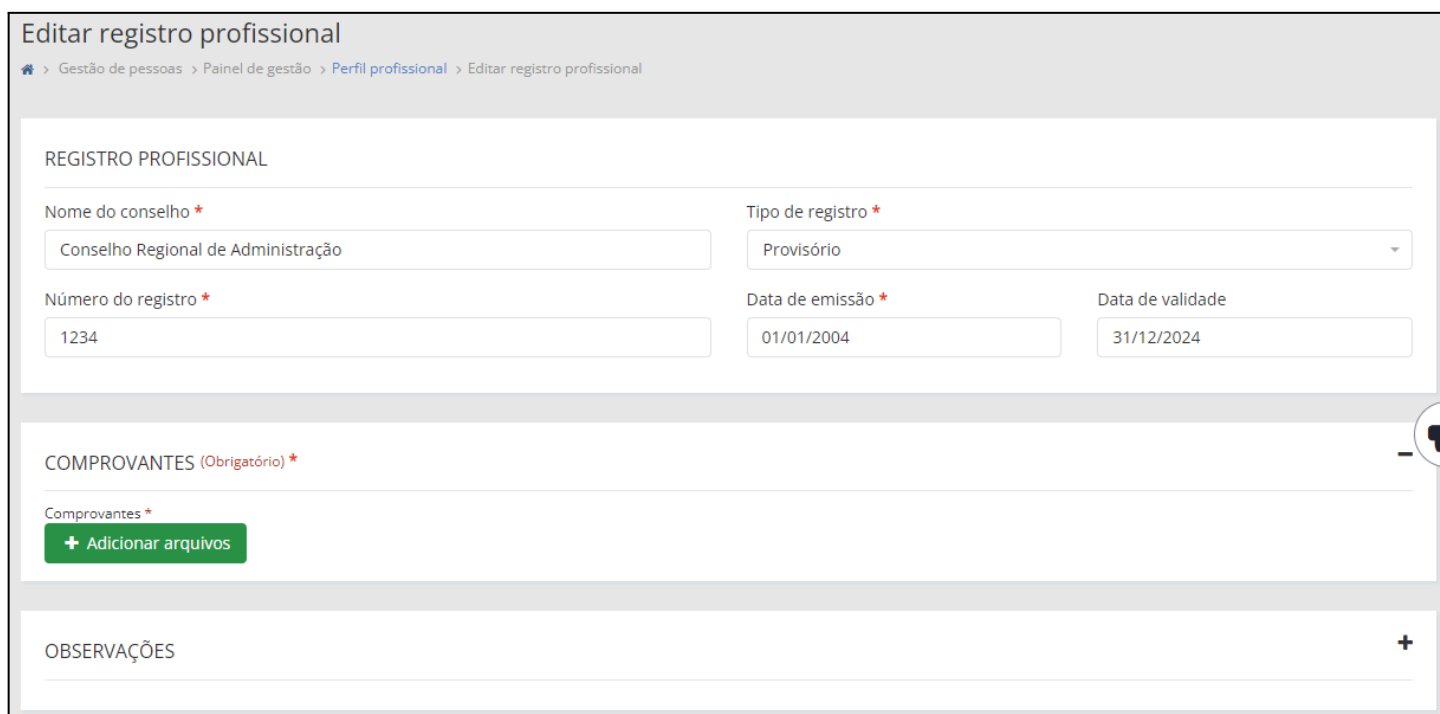 Editar registro profissional
> Gestão de pessoas > Painel de gestão > Perfil profissional > Editar registro profissional
REGISTRO PROFISSIONAL
Nome do conselho *
Tipo de registro *
Conselho Regional de Administração
Provisório
Número do registro *
Data de emissão *
Data de validade
1234
01/01/2004
31/12/2024
COMPROVANTES (Obrigatório) *
Comprovantes *
+ Adicionar arquivos
OBSERVAÇÕES